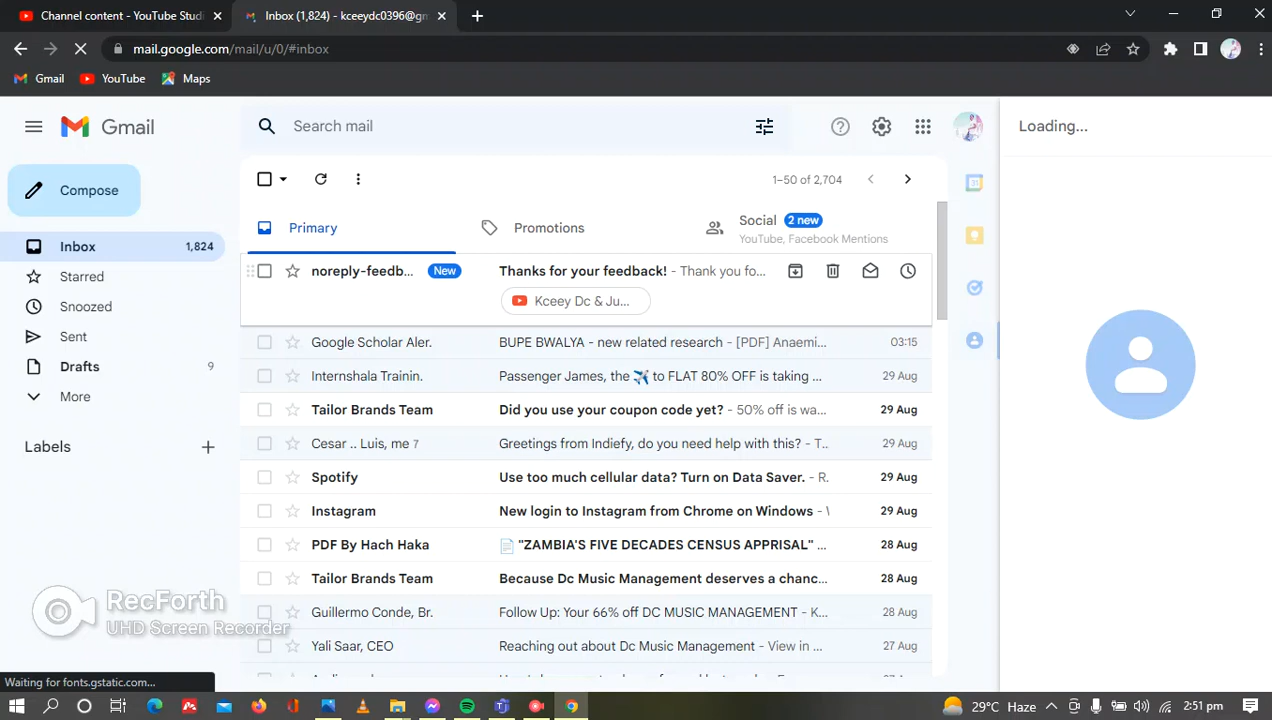 Channel content - YouTube Studi
Inbox (1,824) - kceeydc0396@gm
mail.google.com/mail/u/0/#inbox
Gmail
YouTube
Maps
Gmail
Search mail
Loading...
Compose
1–50 of 2,704
Inbox 1,824
Starred
Snoozed
Sent
Drafts 9
More
Labels
Primary
Promotions
Social 2 new
YouTube, Facebook Mentions
noreply-feedb... New Thanks for your feedback! - Thank you fo...
Kceey Dc & Ju...
Google Scholar Aler. BUPE BWALYA - new related research - [PDF] Anaemi... 03:15
Internshala Trainin. Passenger James, the ✈️ to FLAT 80% OFF is taking ... 29 Aug
Tailor Brands Team Did you use your coupon code yet? - 50% off is wa... 29 Aug
Cesar .. Luis, me 7 Greetings from Indiefy, do you need help with this? - T... 29 Aug
Spotify Use too much cellular data? Turn on Data Saver. - R. 29 Aug
Instagram New login to Instagram from Chrome on Windows - 29 Aug
PDF By Hach Haka 📄 "ZAMBIA'S FIVE DECADES CENSUS APPRISAL" ... 28 Aug
Tailor Brands Team Because Dc Music Management deserves a chanc... 28 Aug
Guillermo Conde, Br. Follow Up: Your 66% off DC MUSIC MANAGEMENT - K... 28 Aug
Yali Saar, CEO Reaching out about Dc Music Management - View in ... 27 Aug
RecForth
UHD Screen Recorder
Waiting for fonts.gstatic.com...
29°C Haze
2:51 pm